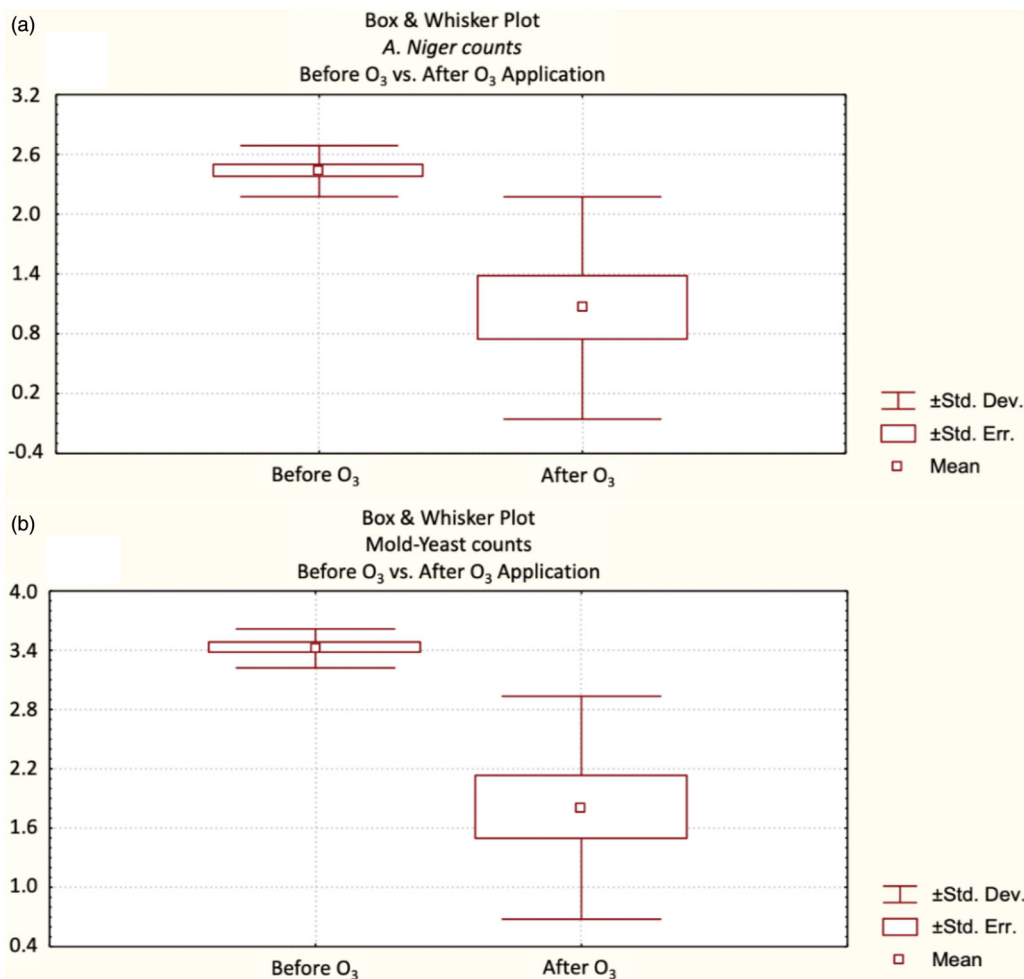 (a)
Box & Whisker Plot
A. Niger counts
Before O₃ vs. After O₃ Application
3.2
2.6
2.0
1.4
0.8
0.2
-0.4
Before O₃ After O₃
±Std. Dev.
±Std. Err.
Mean
(b)
Box & Whisker Plot
Mold-Yeast counts
Before O₃ vs. After O₃ Application
4.0
3.4
2.8
2.2
1.6
1.0
0.4
Before O₃ After O₃
±Std. Dev.
±Std. Err.
Mean